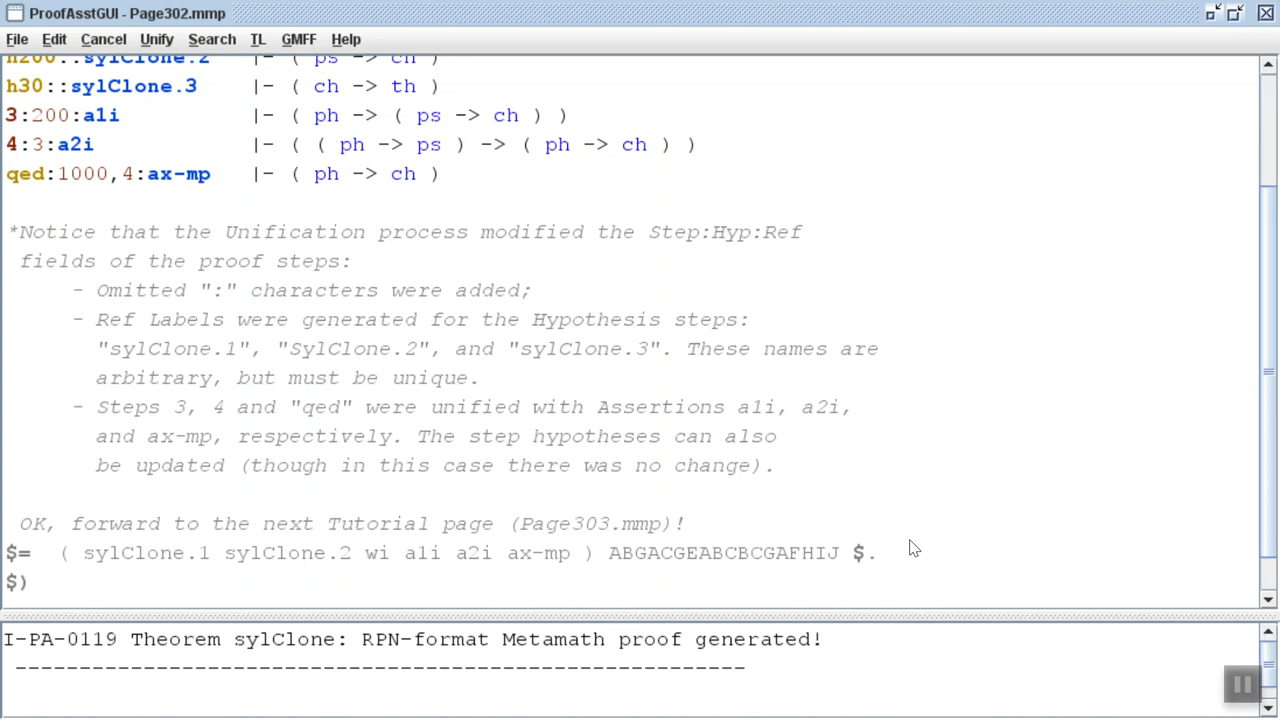 ProofAsstGUI - Page302.mmp
File Edit Cancel Unify Search TL GMFF Help
h200::sylClone.2 |- ( ps -> ch )
h30::sylClone.3 |- ( ch -> th )
3:200:a1i |- ( ph -> ( ps -> ch ) )
4:3:a2i |- ( ( ph -> ps ) -> ( ph -> ch ) )
qed:1000,4:ax-mp |- ( ph -> ch )
*Notice that the Unification process modified the Step:Hyp:Ref
fields of the proof steps:
- Omitted ":" characters were added;
- Ref Labels were generated for the Hypothesis steps:
"sylClone.1", "SylClone.2", and "sylClone.3". These names are
arbitrary, but must be unique.
- Steps 3, 4 and "qed" were unified with Assertions a1i, a2i,
and ax-mp, respectively. The step hypotheses can also
be updated (though in this case there was no change).
OK, forward to the next Tutorial page (Page303.mmp)!
$= ( sylClone.1 sylClone.2 wi a1i a2i ax-mp ) ABGACGEABCBCGAFHIJ $.
$)
I-PA-0119 Theorem sylClone: RPN-format Metamath proof generated!
---------------------------------------------------------